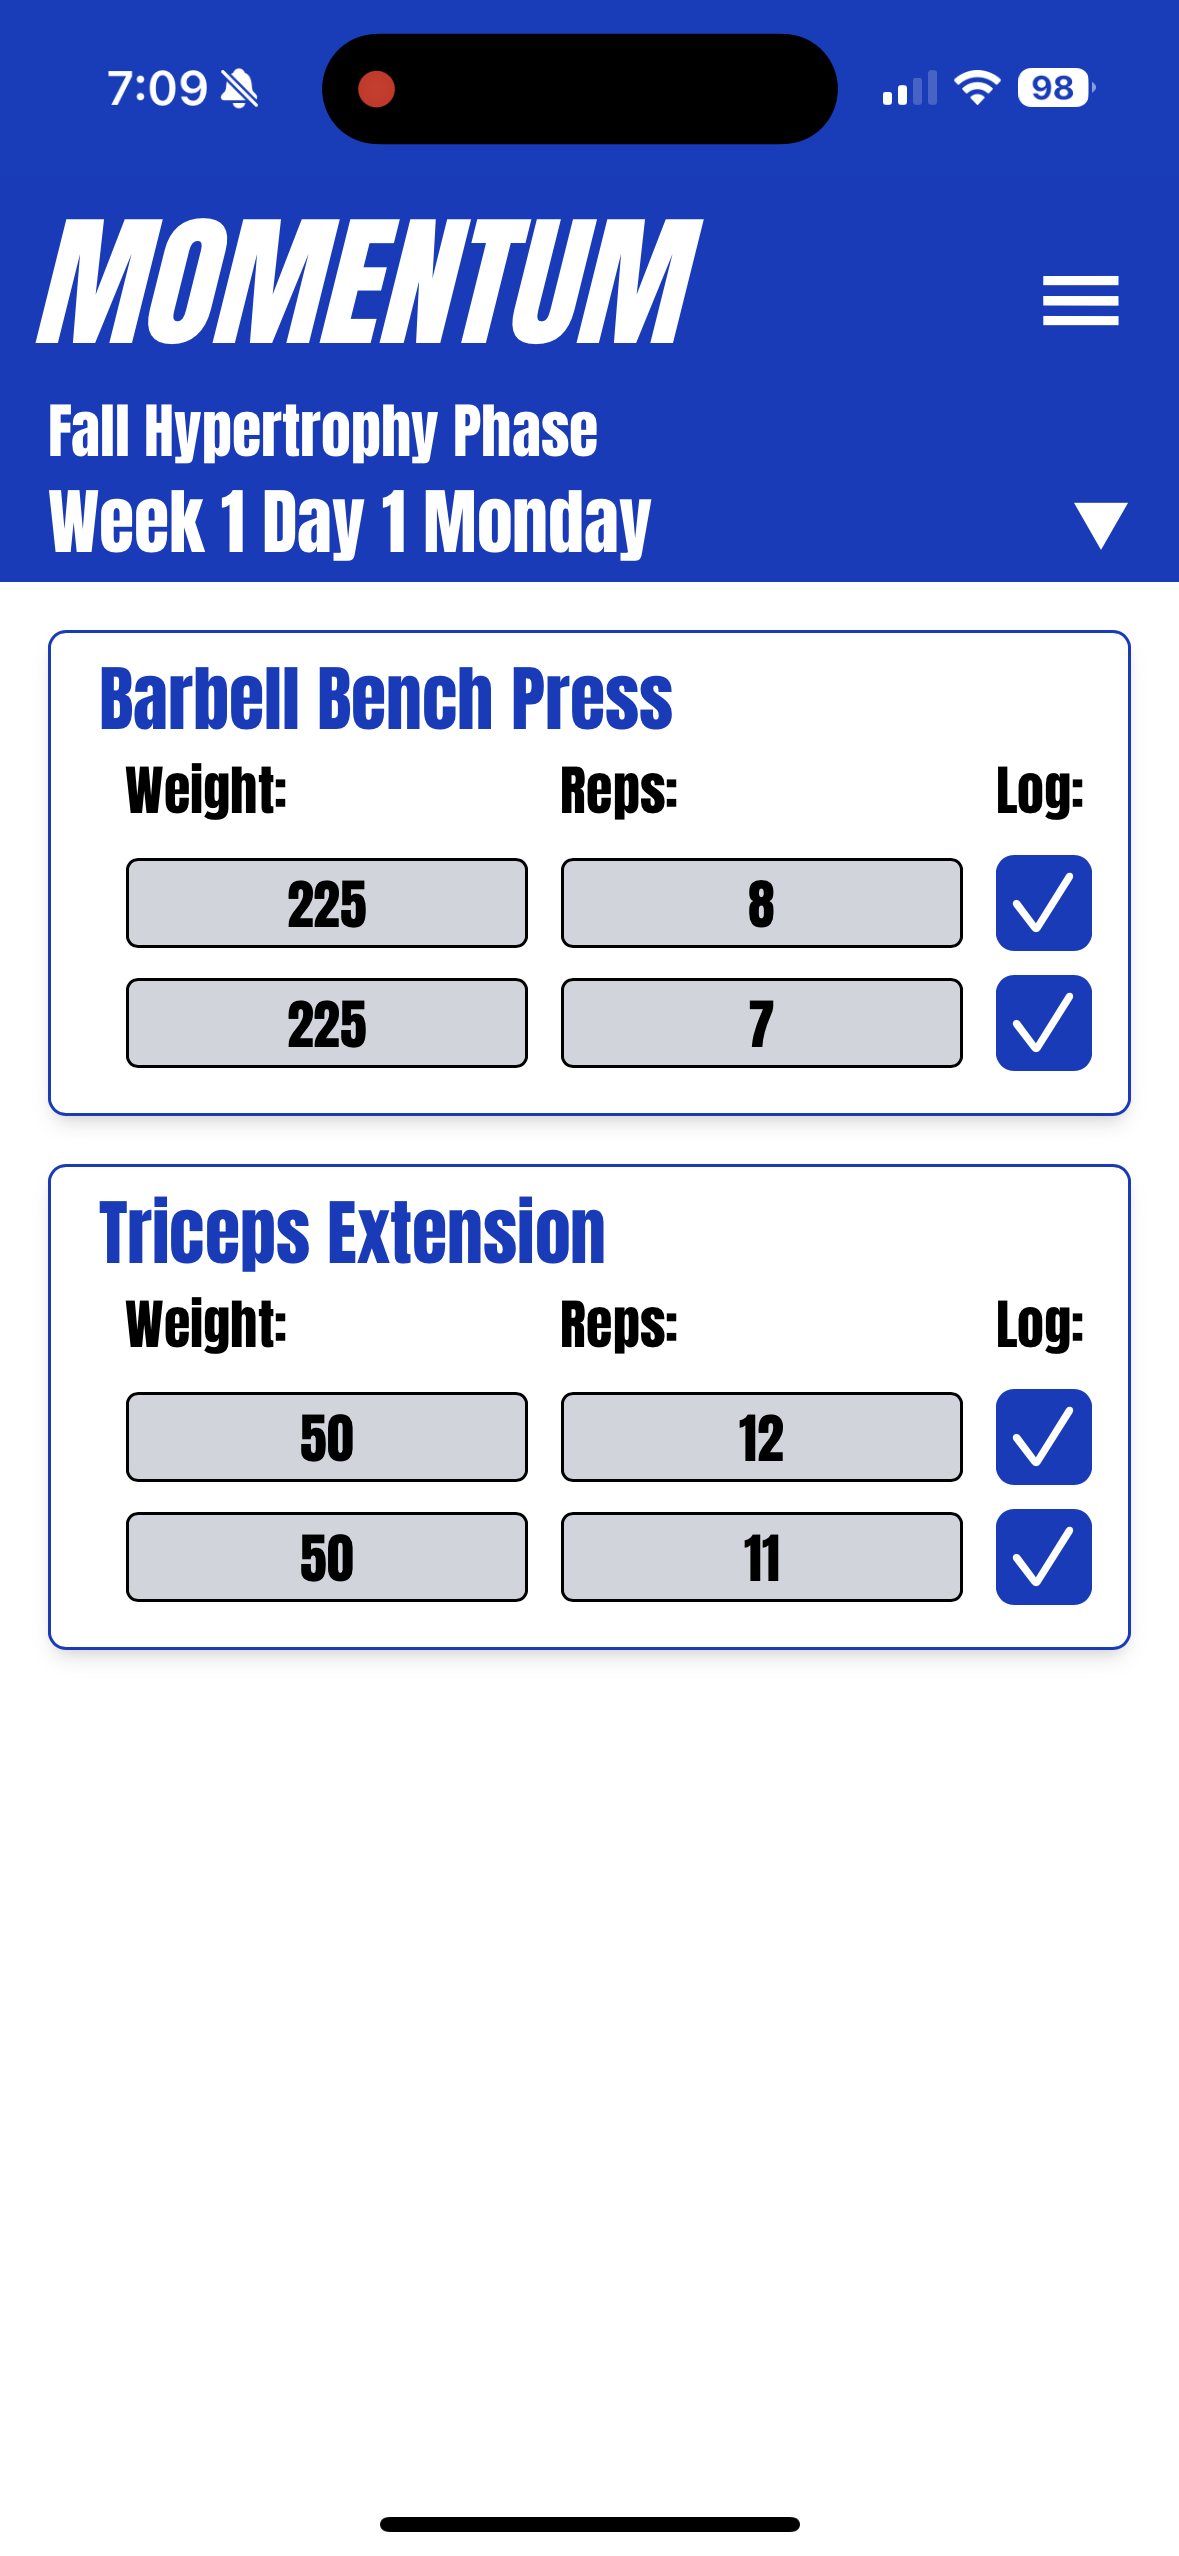 7:09 98
MOMENTUM
Fall Hypertrophy Phase
Week 1 Day 1 Monday
Barbell Bench Press
Weight: Reps: Log:
225 8
225 7
Triceps Extension
Weight: Reps: Log:
50 12
50 11